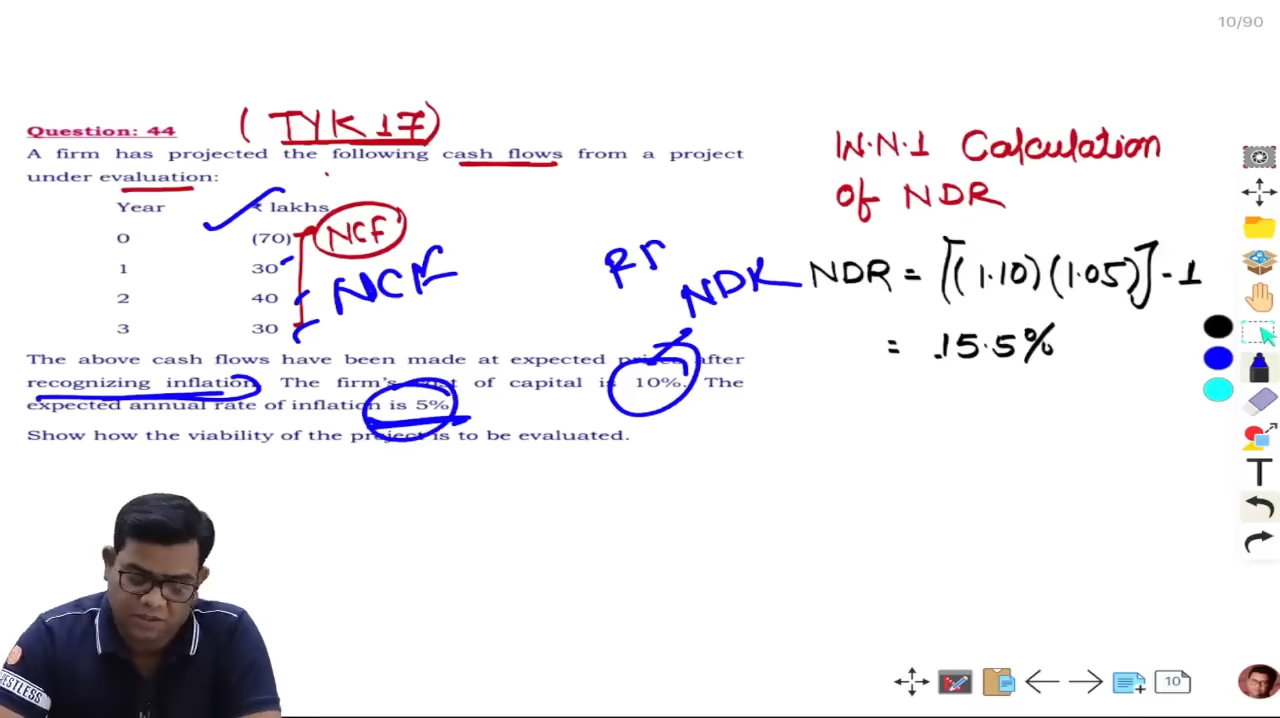 10/90
Question: 44
( TYK 17 )
A firm has projected the following cash flows from a project
under evaluation:
Year ₹ lakhs
0 (70) NCF
1 30
2 40 NCF
3 30
The above cash flows have been made at expected after
recognizing inflation. The firm's cost of capital is 10%. The
expected annual rate of inflation is 5%
Show how the viability of the project is to be evaluated.
W.N.1 Calculation
of NDR
NDR
NDR = [(1.10)(1.05)] - 1
= 15.5%
T
10
RESTLESS